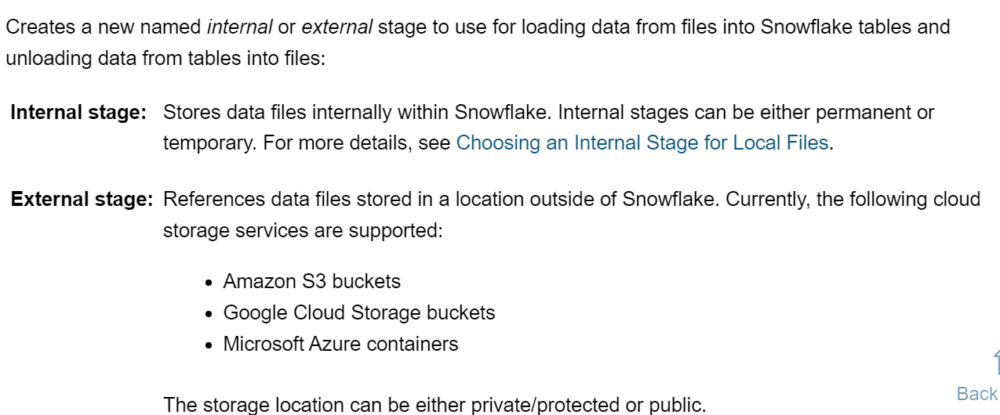 Creates a new named internal or external stage to use for loading data from files into Snowflake tables and
unloading data from tables into files:
Internal stage: Stores data files internally within Snowflake. Internal stages can be either permanent or
temporary. For more details, see Choosing an Internal Stage for Local Files.
External stage: References data files stored in a location outside of Snowflake. Currently, the following cloud
storage services are supported:
• Amazon S3 buckets
• Google Cloud Storage buckets
• Microsoft Azure containers
Back
The storage location can be either private/protected or public.